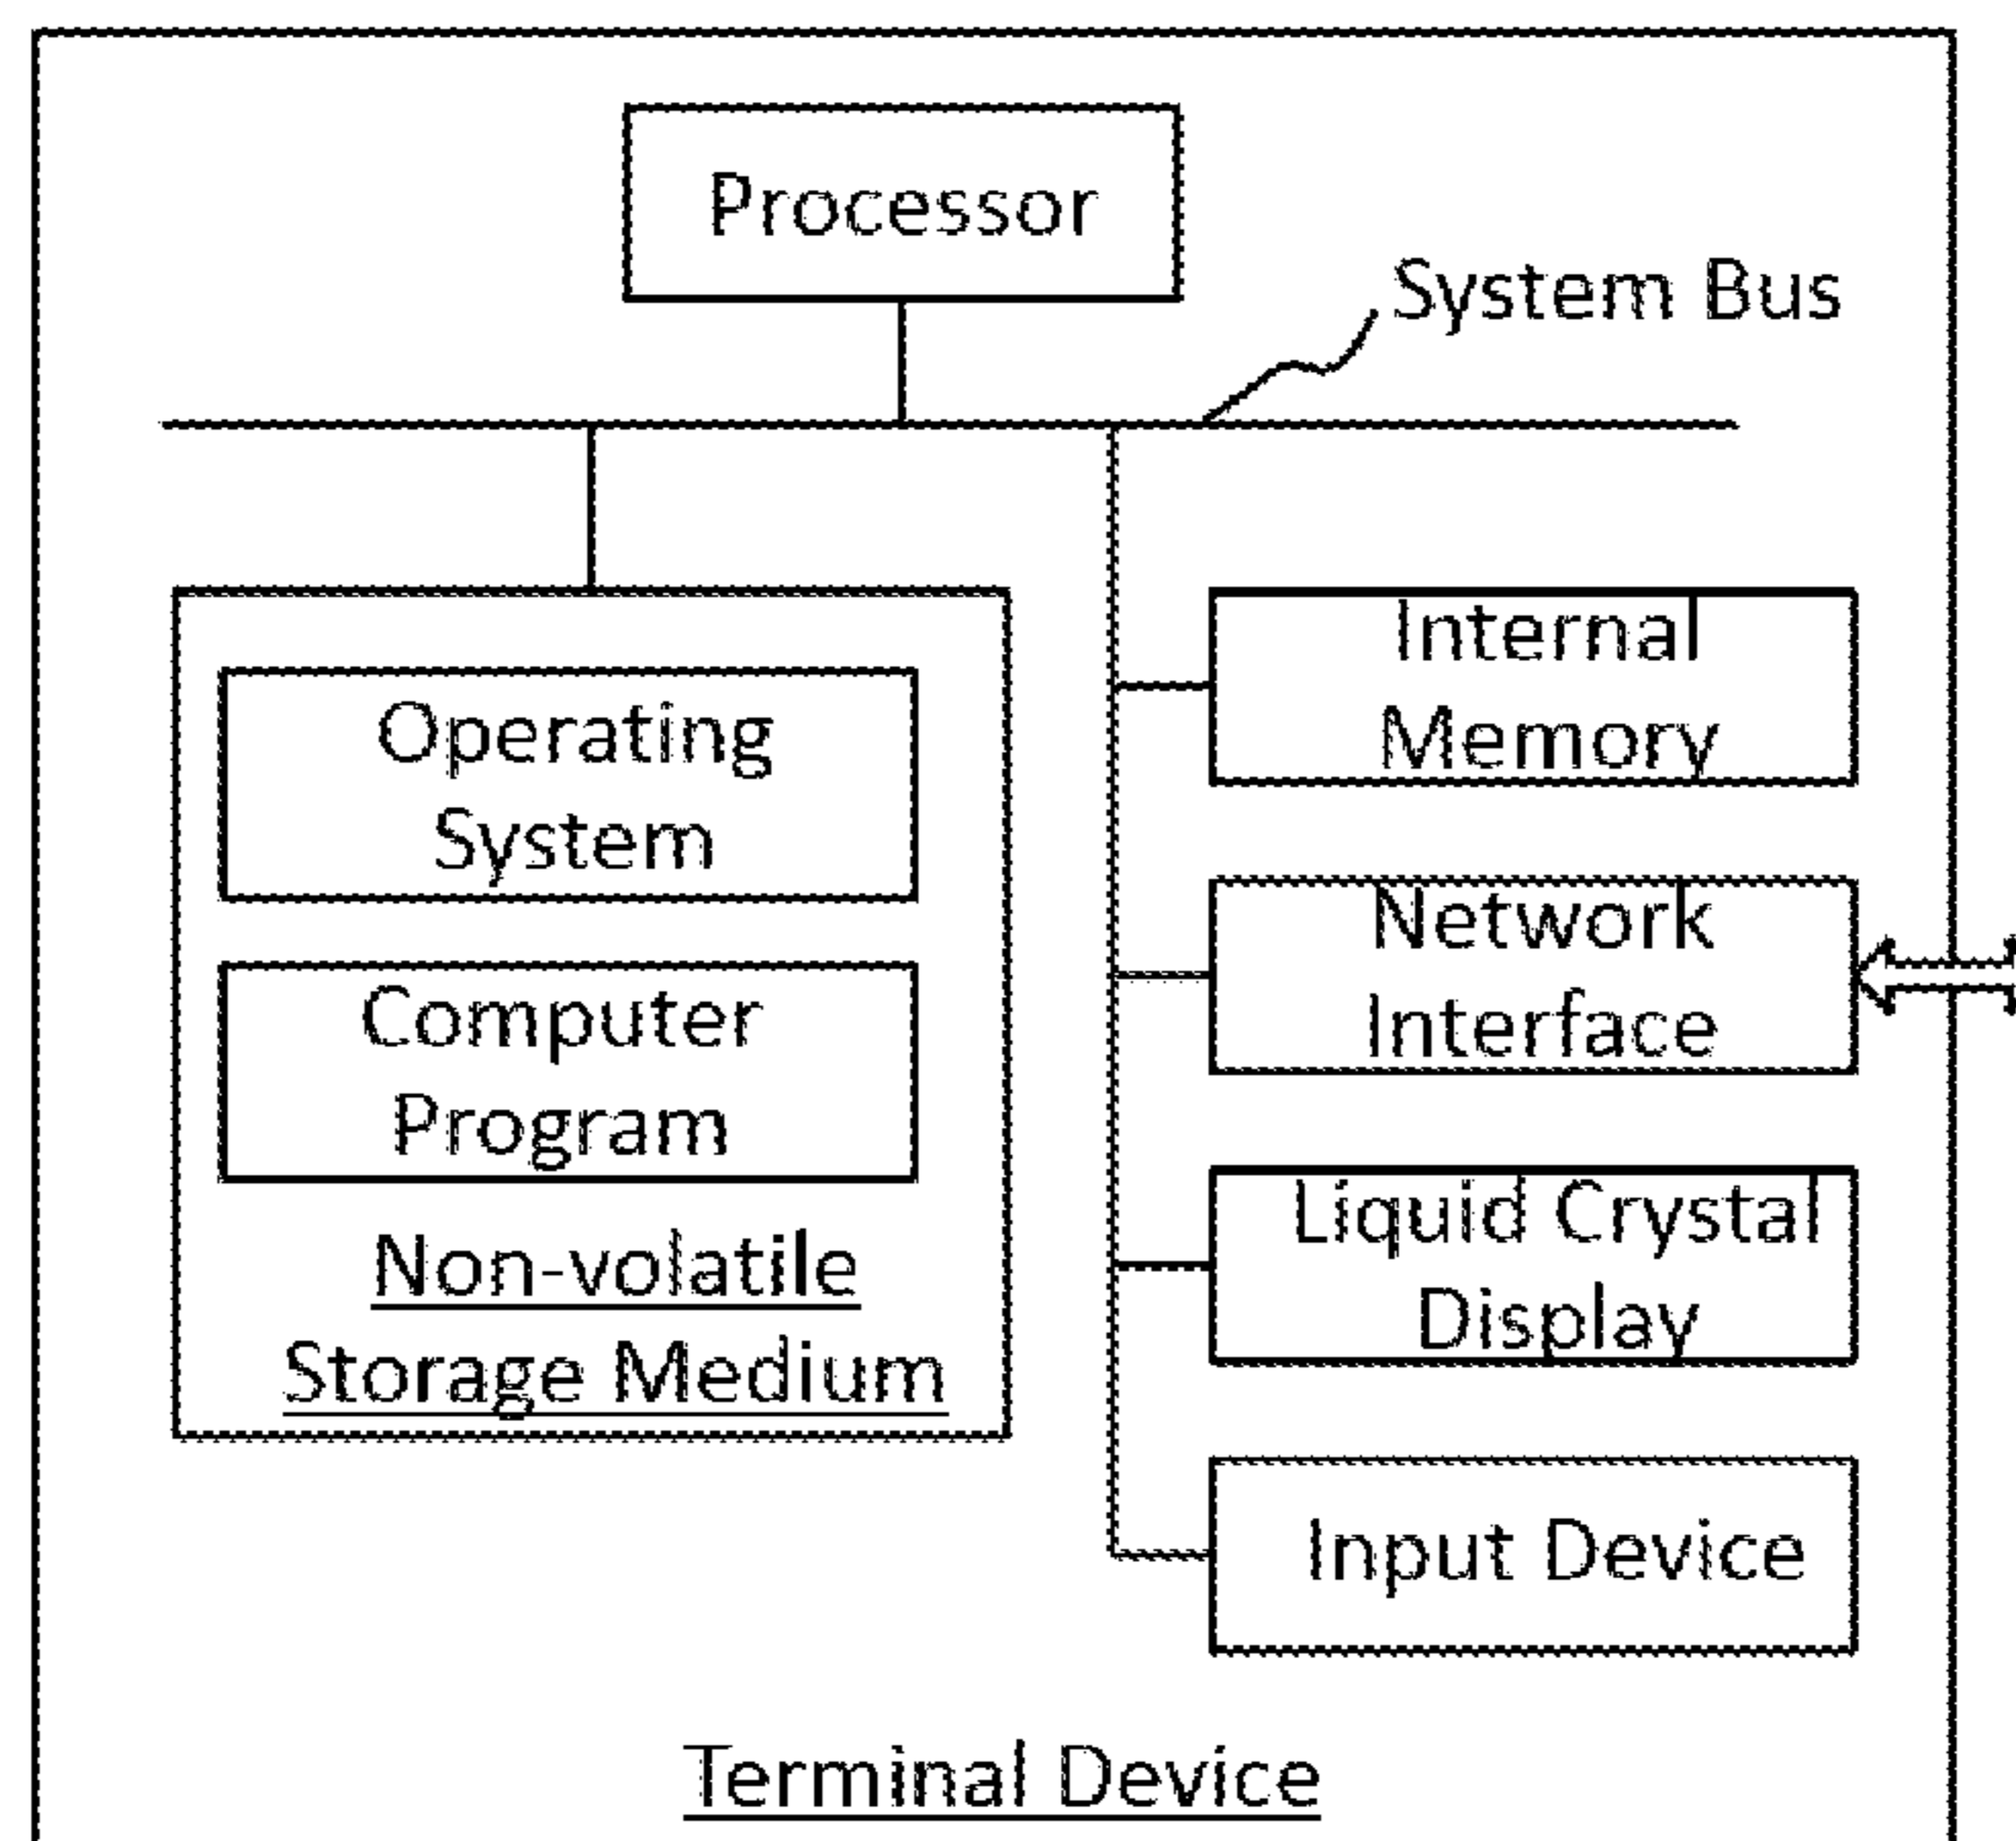 Processor
System Bus
Operating
System
Computer
Program
Non-volatile
Storage Medium
Internal
Memory
Network
Interface
Liquid Crystal
Display
Input Device
Terminal Device